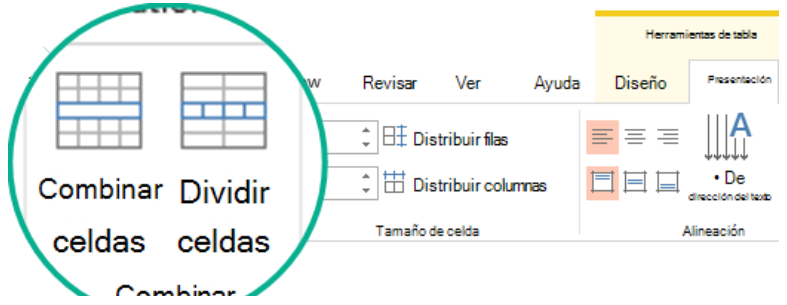 Herramientas de tabla
Revisar Ver Ayuda Diseño Presentación
Distribuir filas
Distribuir columnas
Combinar celdas
Dividir celdas
• De
dirección del texto
Combinar
Tamaño de celda
Alineación